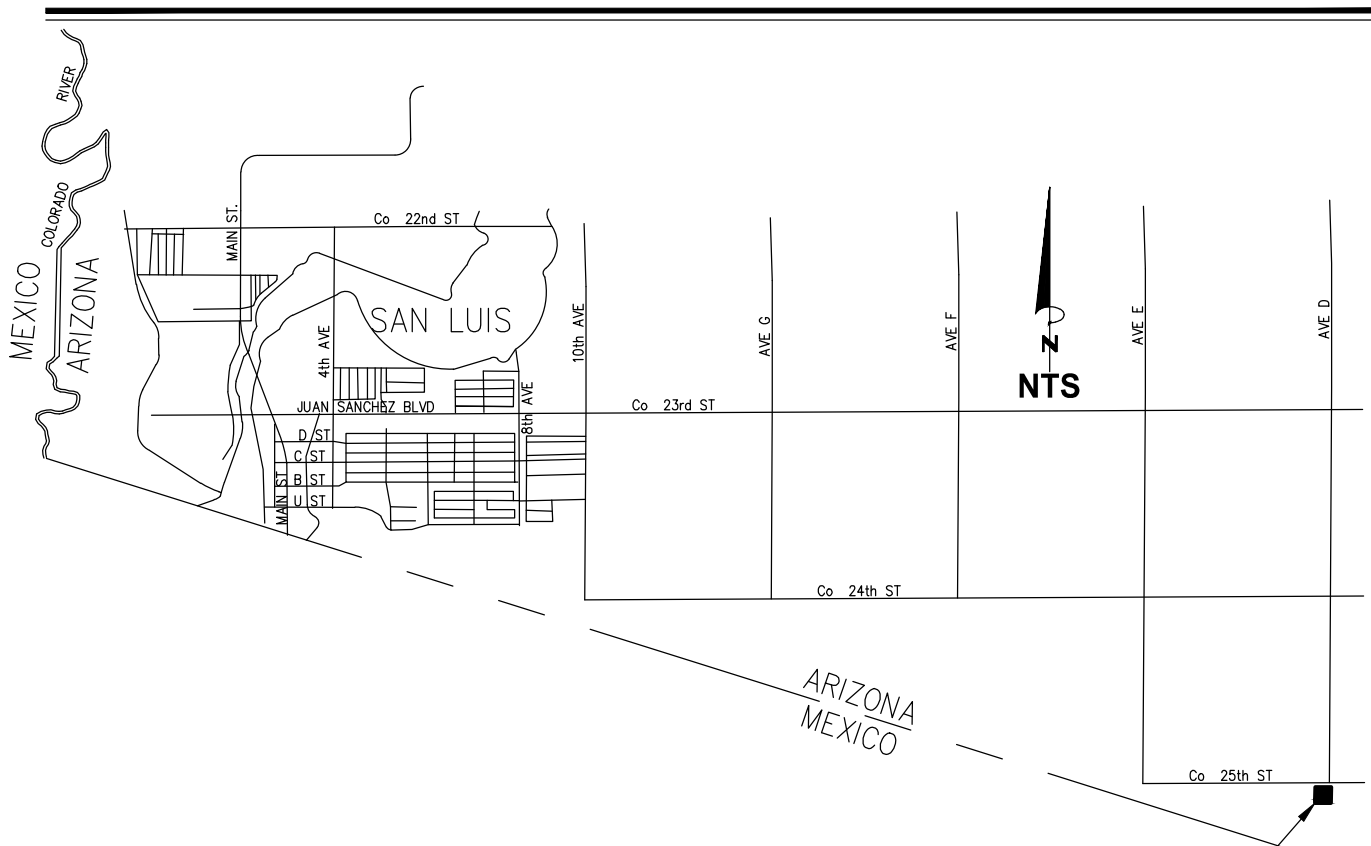 RIVER
COLORADO
MEXICO
ARIZONA
MAIN ST.
Co 22nd ST
SAN LUIS
4th AVE
10th AVE
AVE G
AVE F
AVE E
AVE D
N
NTS
8th AVE
JUAN SANCHEZ BLVD
Co 23rd ST
D ST
C ST
B ST
U ST
MAIN ST
Co 24th ST
ARIZONA
MEXICO
Co 25th ST